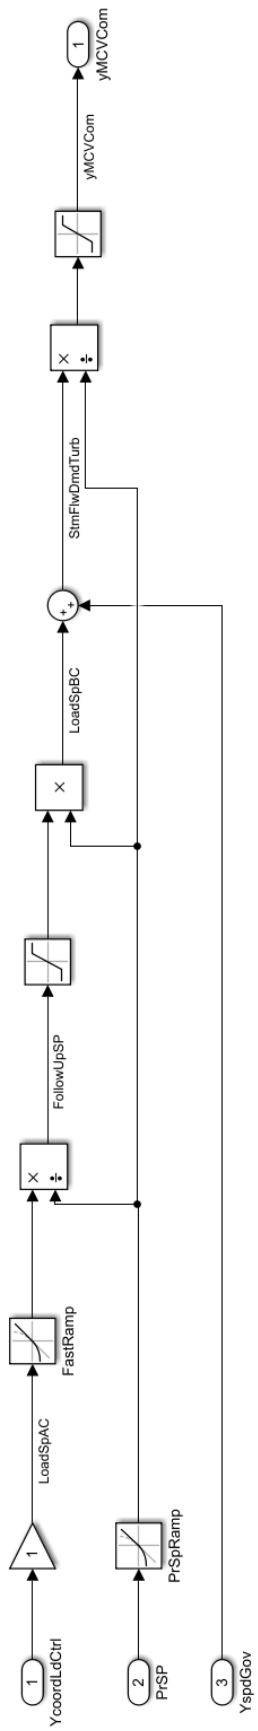 1
YcoordLdCtrl
1
LoadSpAC
FastRamp
×
÷
FollowUpSP
×
LoadSpBC
+
+
StmFlwDmdTurb
×
÷
yMCVCom
1
yMCVCom
2
PrSP
PrSpRamp
3
YspdGov